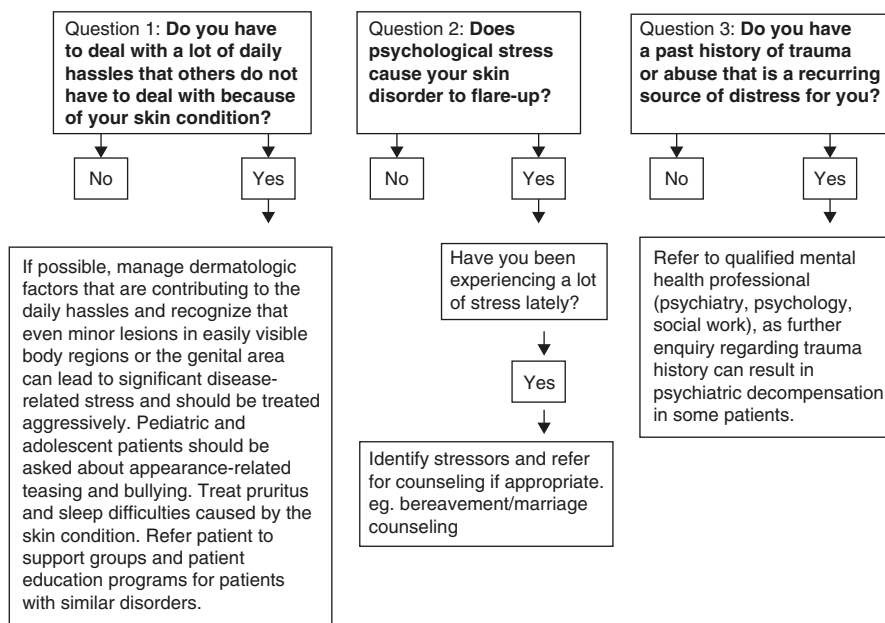 Question 1: Do you have
to deal with a lot of daily
hassles that others do not
have to deal with because
of your skin condition?
No
Yes
If possible, manage dermatologic
factors that are contributing to the
daily hassles and recognize that
even minor lesions in easily visible
body regions or the genital area
can lead to significant disease-
related stress and should be treated
aggressively. Pediatric and
adolescent patients should be
asked about appearance-related
teasing and bullying. Treat pruritus
and sleep difficulties caused by the
skin condition. Refer patient to
support groups and patient
education programs for patients
with similar disorders.
Question 2: Does
psychological stress
cause your skin
disorder to flare-up?
No
Yes
Have you been
experiencing a lot
of stress lately?
Yes
Identify stressors and refer
for counseling if appropriate.
eg. bereavement/marriage
counseling
Question 3: Do you have
a past history of trauma
or abuse that is a recurring
source of distress for you?
No
Yes
Refer to qualified mental
health professional
(psychiatry, psychology,
social work), as further
enquiry regarding trauma
history can result in
psychiatric decompensation
in some patients.